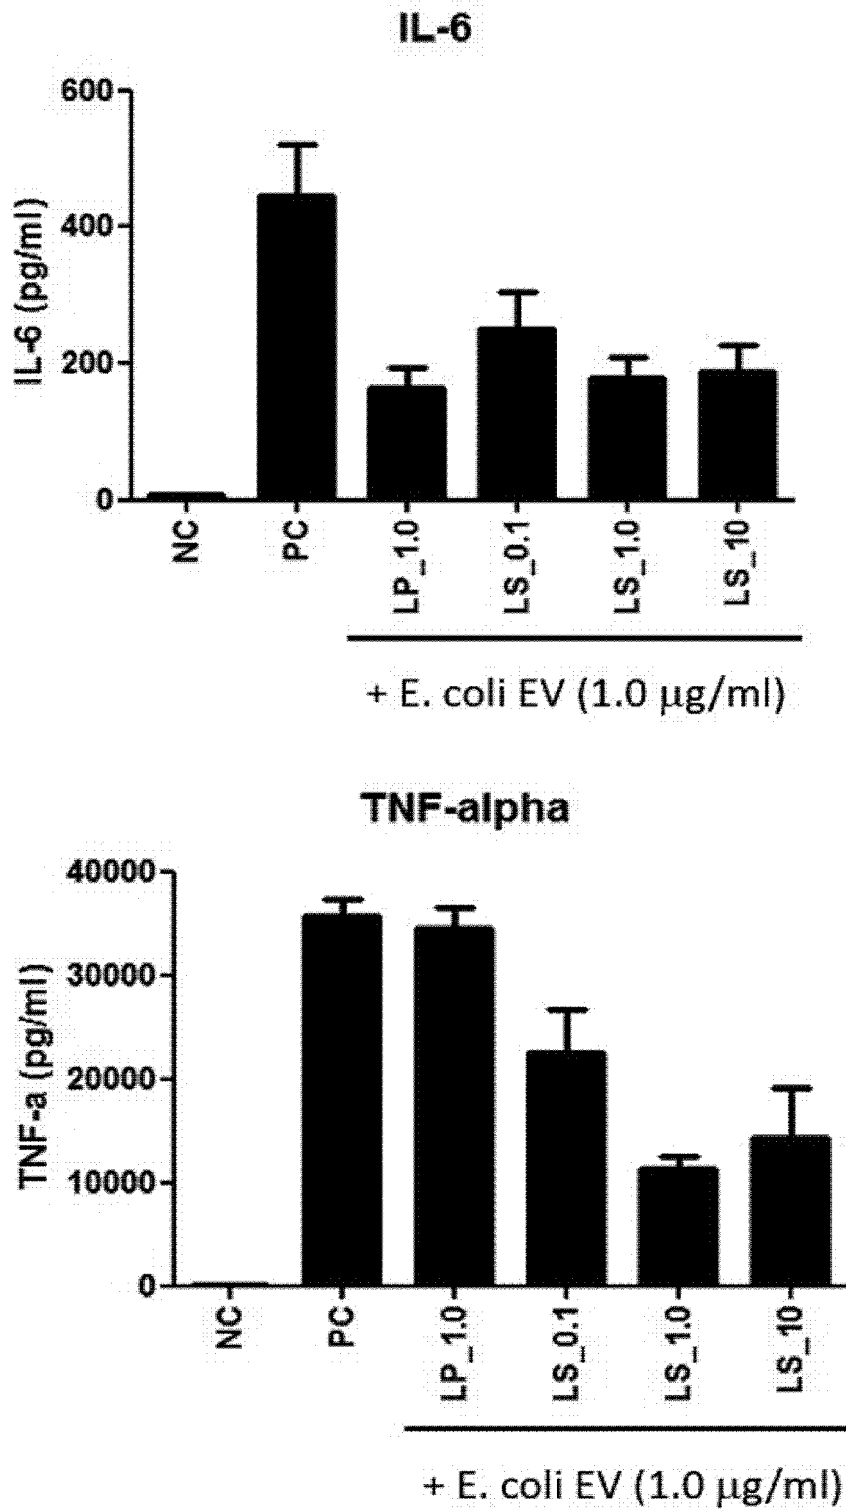 IL-6
600
400
200
0
IL-6 (pg/ml)
NC
PC
LP_1.0
LS_0.1
LS_1.0
LS_10
+ E. coli EV (1.0 μg/ml)
TNF-alpha
40000
30000
20000
10000
0
TNF-a (pg/ml)
NC
PC
LP_1.0
LS_0.1
LS_1.0
LS_10
+ E. coli EV (1.0 μg/ml)